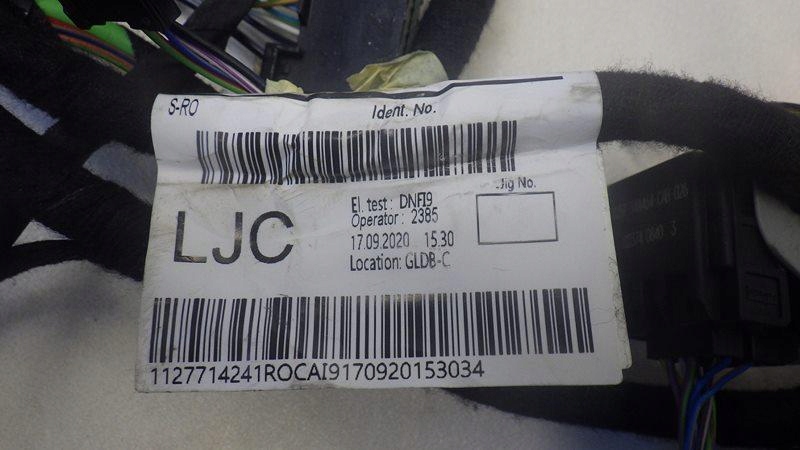 S-RO
Ident. No.
El. test : DNFI9
Operator : 2385
17.09.2020 15.30
Location: GLDB-C
LJC
Jig No.
1127714241ROCAI9170920153034